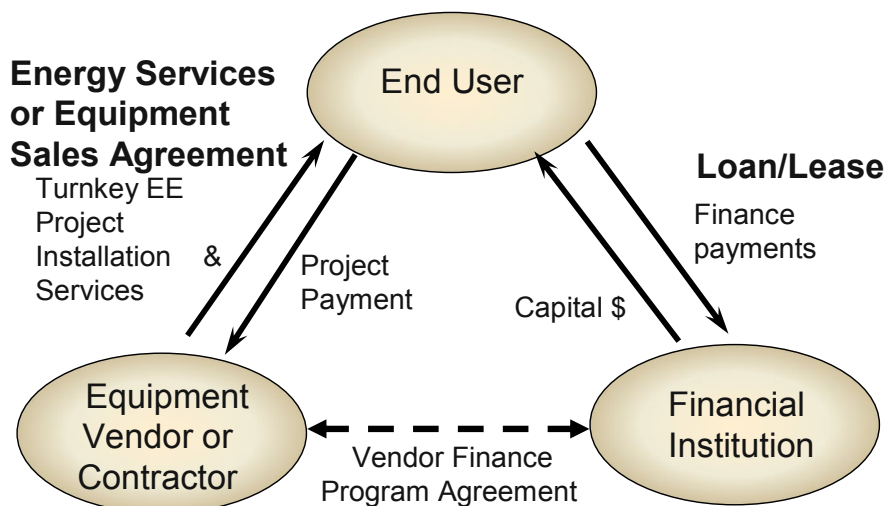 End User
Energy Services
or Equipment
Sales Agreement
Turnkey EE
Project
Installation &
Services
Project
Payment
Loan/Lease
Finance
payments
Capital $
Equipment
Vendor or
Contractor
Vendor Finance
Program Agreement
Financial
Institution